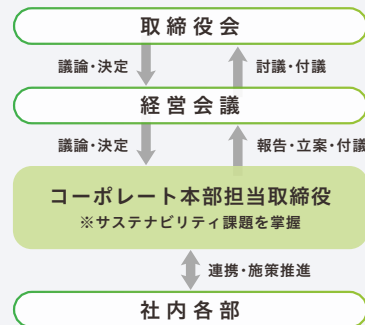 取締役会
議論・決定
討議・付議
経営会議
議論・決定
報告・立案・付議
コーポレート本部担当取締役
※サステナビリティ課題を掌握
連携・施策推進
社内各部